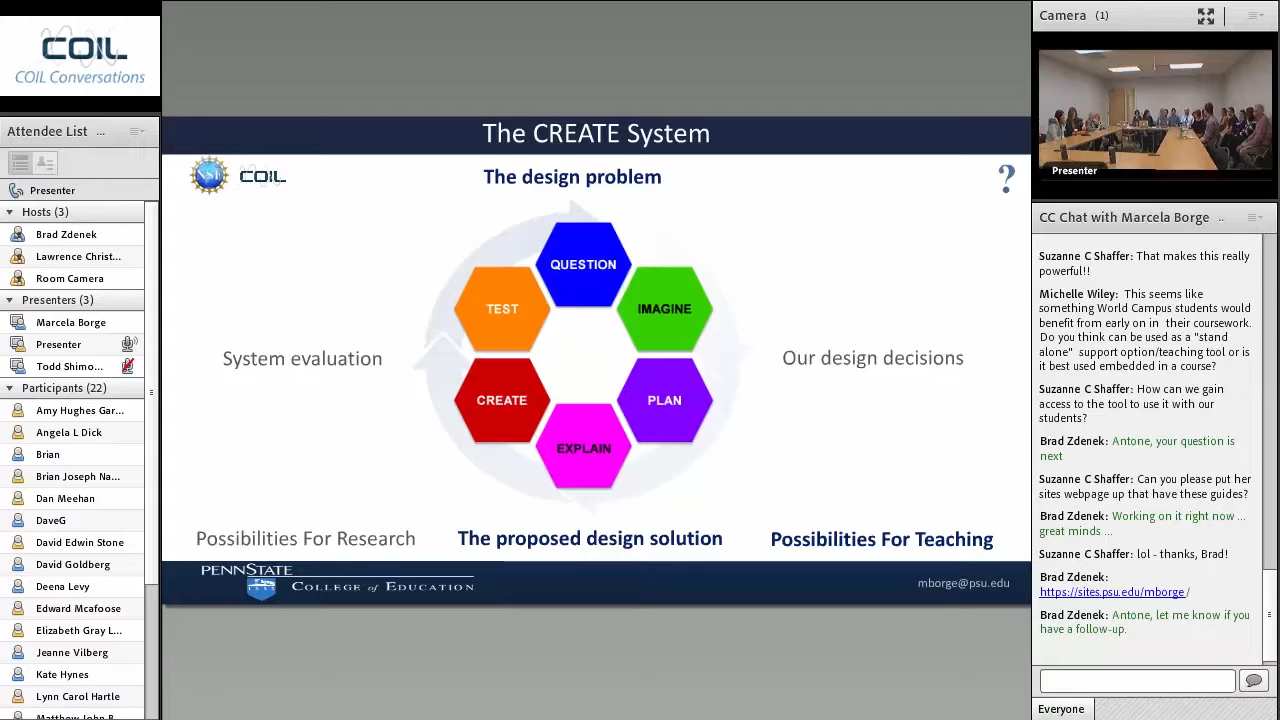 COIL
COIL Conversations
Attendee List ...
Presenter
Hosts (3)
Brad Zdenek
Lawrence Christ...
Room Camera
Presenters (3)
Marcela Borge
Presenter
Todd Shimo...
Participants (22)
Amy Hughes Gar...
Angela L Dick
Brian
Brian Joseph Na...
Dan Meehan
DaveG
David Edwin Stone
David Goldberg
Deena Levy
Edward Mcafoose
Elizabeth Gray L...
Jeanne Vilberg
Kate Hynes
Lynn Carol Hartle
The CREATE System
NSF
COIL
The design problem
?
QUESTION
TEST
IMAGINE
System evaluation
Our design decisions
CREATE
PLAN
EXPLAIN
Possibilities For Research
The proposed design solution
Possibilities For Teaching
PENNSTATE
COLLEGE of EDUCATION
mborge@psu.edu
Camera (1)
Presenter
CC Chat with Marcela Borge ..
Suzanne C Shaffer: That makes this really
powerful!!
Michelle Wiley: This seems like
something World Campus students would
benefit from early on in their coursework.
Do you think can be used as a "stand
alone" support option/teaching tool or is
it best used embedded in a course?
Suzanne C Shaffer: How can we gain
access to the tool to use it with our
students?
Brad Zdenek: Antone, your question is
next
Suzanne C Shaffer: Can you please put her
sites webpage up that have these guides?
Brad Zdenek: Working on it right now ...
great minds ...
Suzanne C Shaffer: lol - thanks, Brad!
Brad Zdenek:
https://sites.psu.edu/mborge/
Brad Zdenek: Antone, let me know if you
have a follow-up.
Everyone